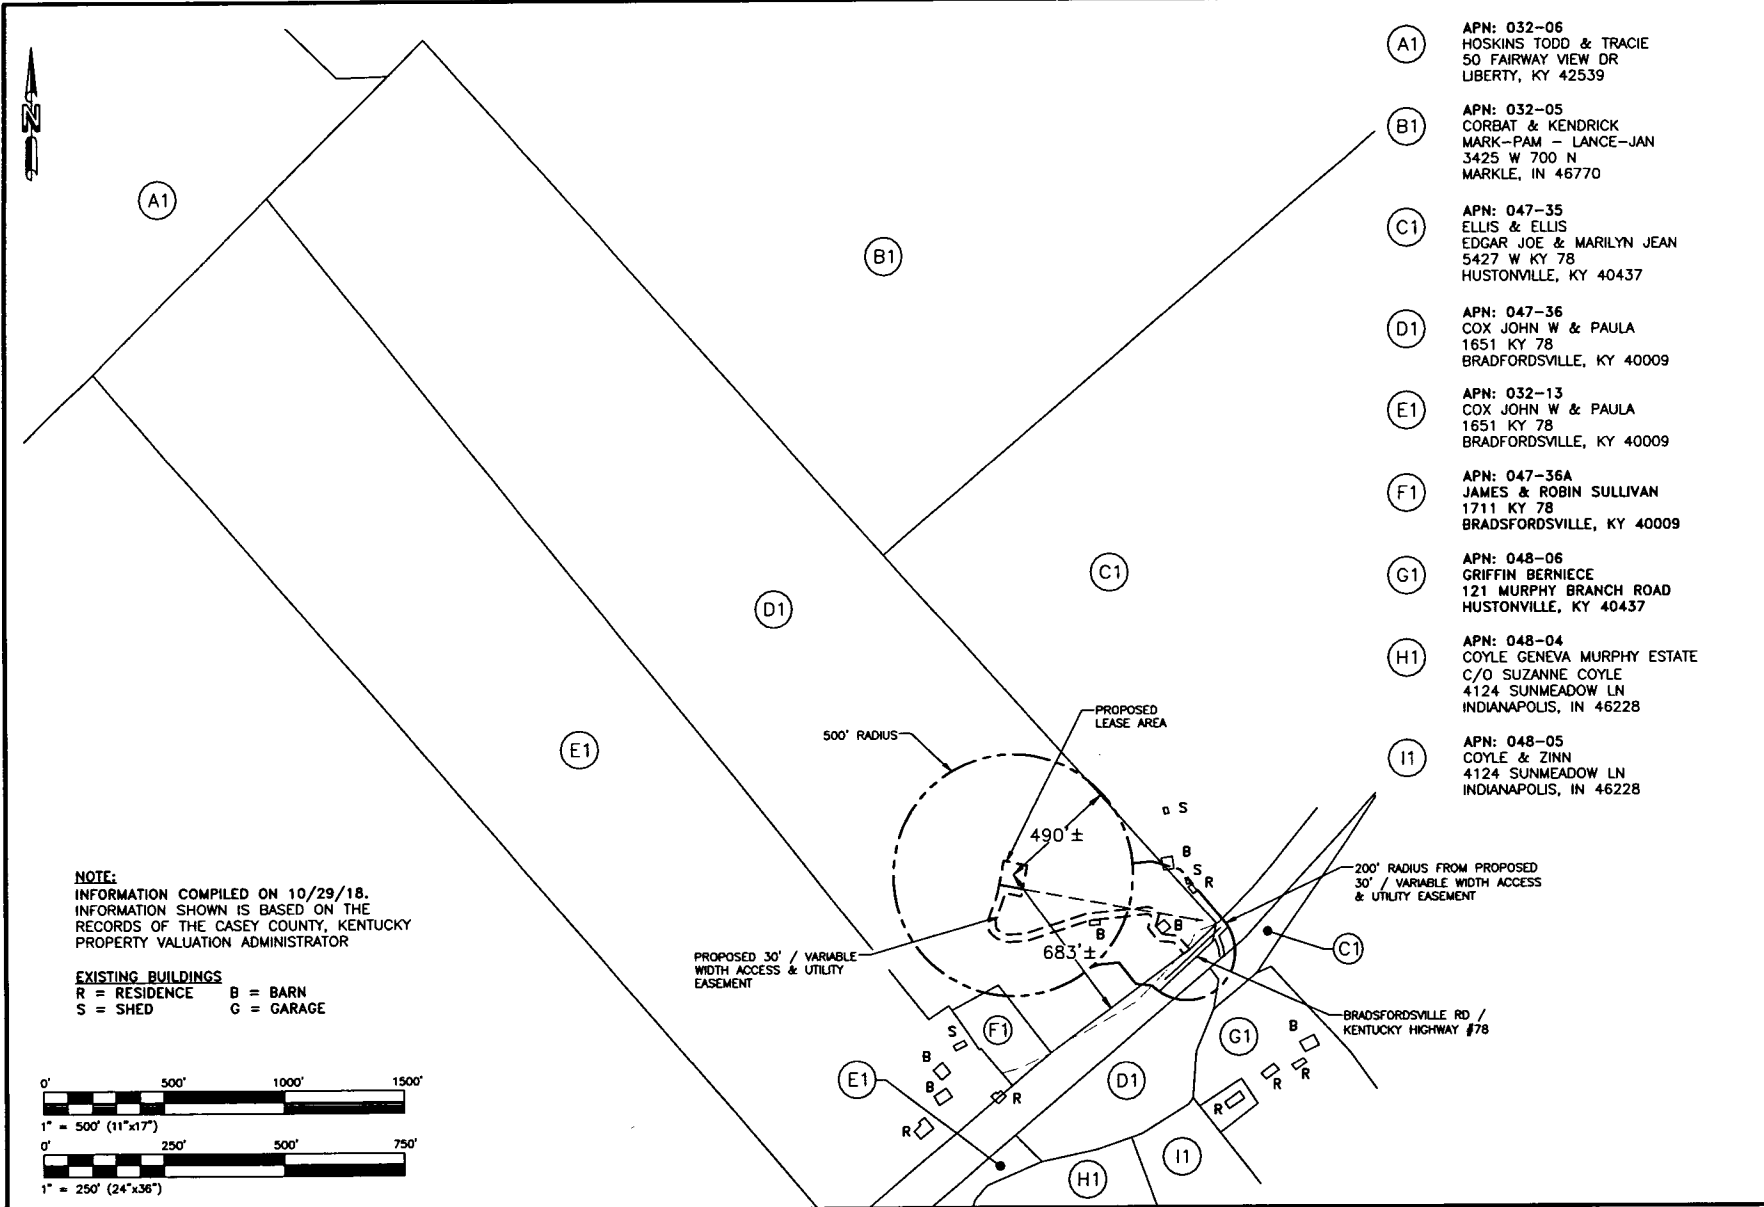 N
A1
B1
C1
D1
E1
500' RADIUS
PROPOSED
LEASE AREA
490'±
683'±
S
B
S
R
B
B
200' RADIUS FROM PROPOSED
30' / VARIABLE WIDTH ACCESS
& UTILITY EASEMENT
PROPOSED 30' / VARIABLE
WIDTH ACCESS & UTILITY
EASEMENT
C1
BRADSFORDSVILLE RD /
KENTUCKY HIGHWAY #78
F1
S
B
B
R
R
E1
D1
G1
B
R
R
R
H1
I1
NOTE:
INFORMATION COMPILED ON 10/29/18.
INFORMATION SHOWN IS BASED ON THE
RECORDS OF THE CASEY COUNTY, KENTUCKY
PROPERTY VALUATION ADMINISTRATOR
EXISTING BUILDINGS
R = RESIDENCE B = BARN
S = SHED G = GARAGE
0' 500' 1000' 1500'
1" = 500' (11"x17")
0' 250' 500' 750'
1" = 250' (24"x36")
A1
APN: 032-06
HOSKINS TODD & TRACIE
50 FAIRWAY VIEW DR
LIBERTY, KY 42539
B1
APN: 032-05
CORBAT & KENDRICK
MARK-PAM - LANCE-JAN
3425 W 700 N
MARKLE, IN 46770
C1
APN: 047-35
ELLIS & ELLIS
EDGAR JOE & MARILYN JEAN
5427 W KY 78
HUSTONVILLE, KY 40437
D1
APN: 047-36
COX JOHN W & PAULA
1651 KY 78
BRADFORDSVILLE, KY 40009
E1
APN: 032-13
COX JOHN W & PAULA
1651 KY 78
BRADFORDSVILLE, KY 40009
F1
APN: 047-36A
JAMES & ROBIN SULLIVAN
1711 KY 78
BRADSFORDSVILLE, KY 40009
G1
APN: 048-06
GRIFFIN BERNIECE
121 MURPHY BRANCH ROAD
HUSTONVILLE, KY 40437
H1
APN: 048-04
COYLE GENEVA MURPHY ESTATE
C/O SUZANNE COYLE
4124 SUNMEADOW LN
INDIANAPOLIS, IN 46228
I1
APN: 048-05
COYLE & ZINN
4124 SUNMEADOW LN
INDIANAPOLIS, IN 46228